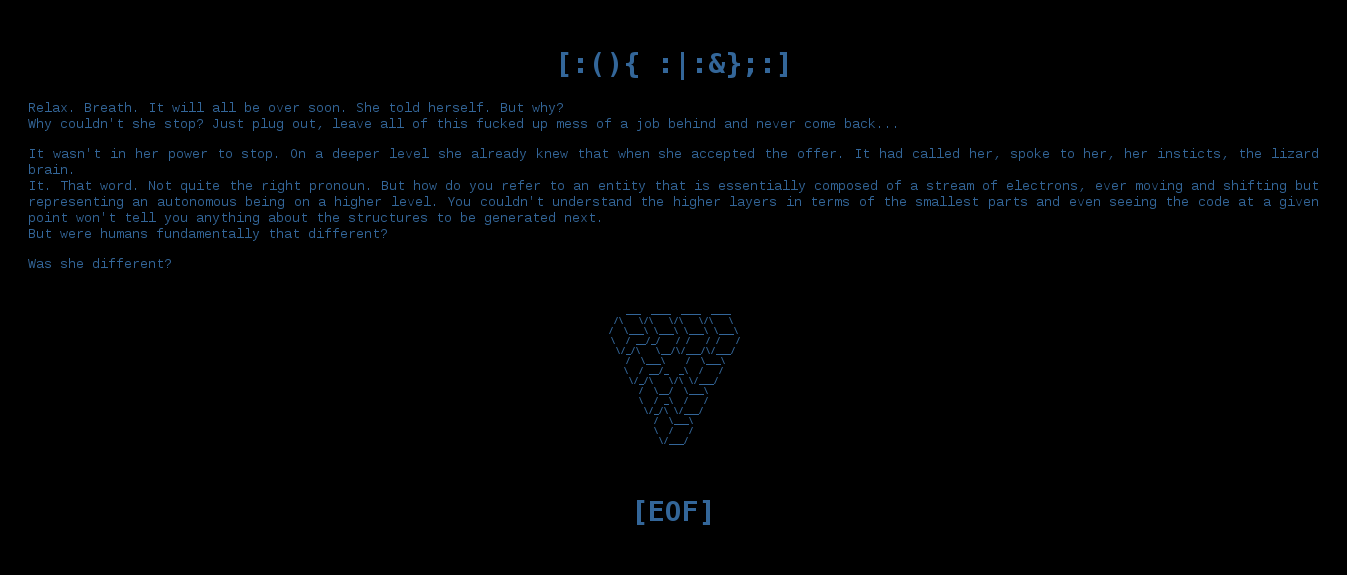 [:(){ :|:&};:]
Relax. Breath. It will all be over soon. She told herself. But why?
Why couldn't she stop? Just plug out, leave all of this fucked up mess of a job behind and never come back...
It wasn't in her power to stop. On a deeper level she already knew that when she accepted the offer. It had called her, spoke to her, her insticts, the lizard
brain.
It. That word. Not quite the right pronoun. But how do you refer to an entity that is essentially composed of a stream of electrons, ever moving and shifting but
representing an autonomous being on a higher level. You couldn't understand the higher layers in terms of the smallest parts and even seeing the code at a given
point won't tell you anything about the structures to be generated next.
But were humans fundamentally that different?
Was she different?
[EOF]